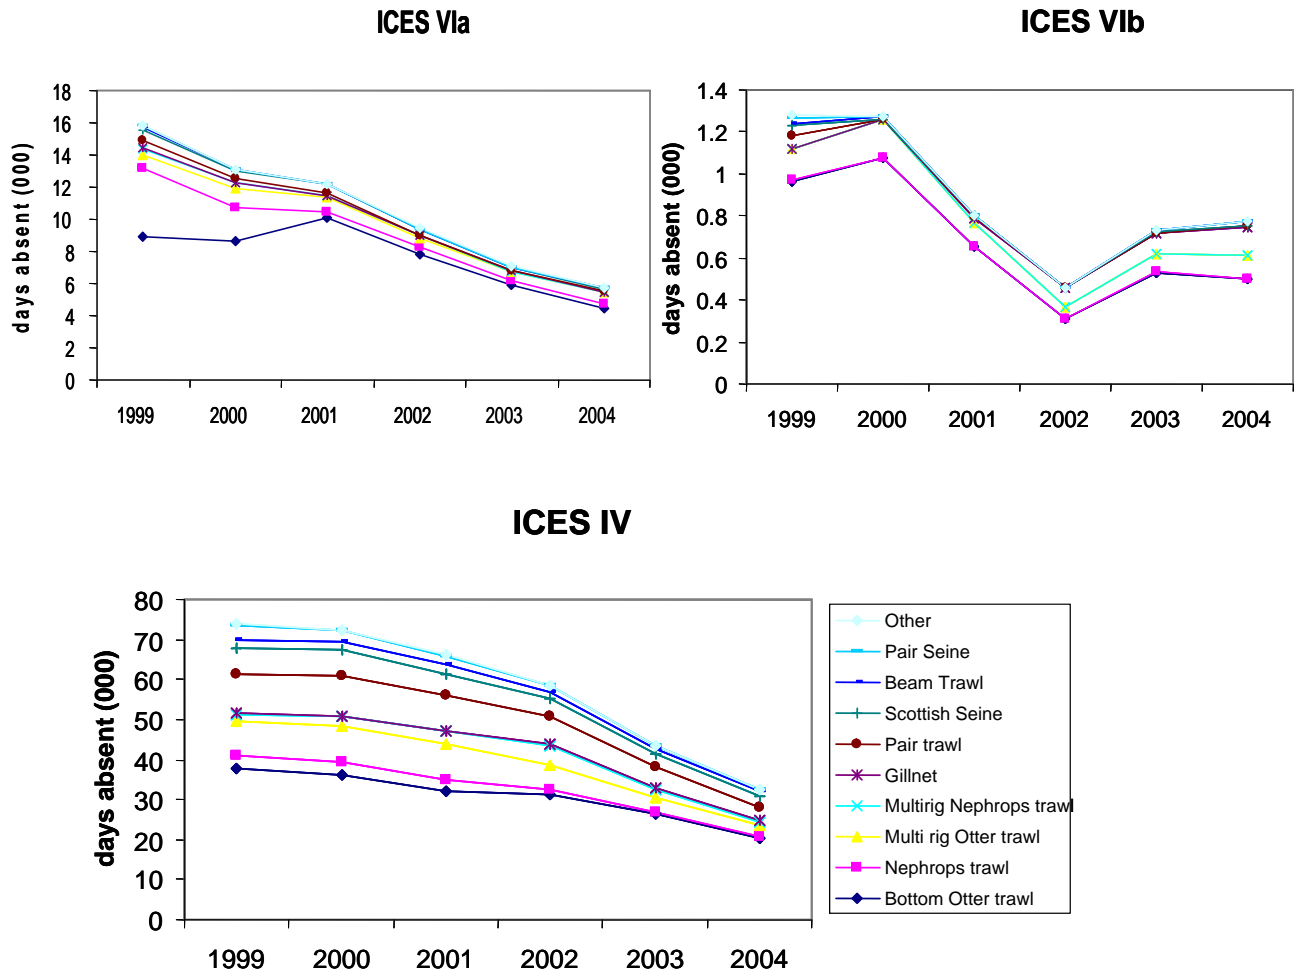 ICES VIa
days absent (000)
18
16
14
12
10
8
6
4
2
0
1999 2000 2001 2002 2003 2004
ICES VIb
days absent (000)
1.4
1.2
1
0.8
0.6
0.4
0.2
0
1999 2000 2001 2002 2003 2004
ICES IV
days absent (000)
80
70
60
50
40
30
20
10
0
1999 2000 2001 2002 2003 2004
Other
Pair Seine
Beam Trawl
Scottish Seine
Pair trawl
Gillnet
Multirig Nephrops trawl
Multi rig Otter trawl
Nephrops trawl
Bottom Otter trawl